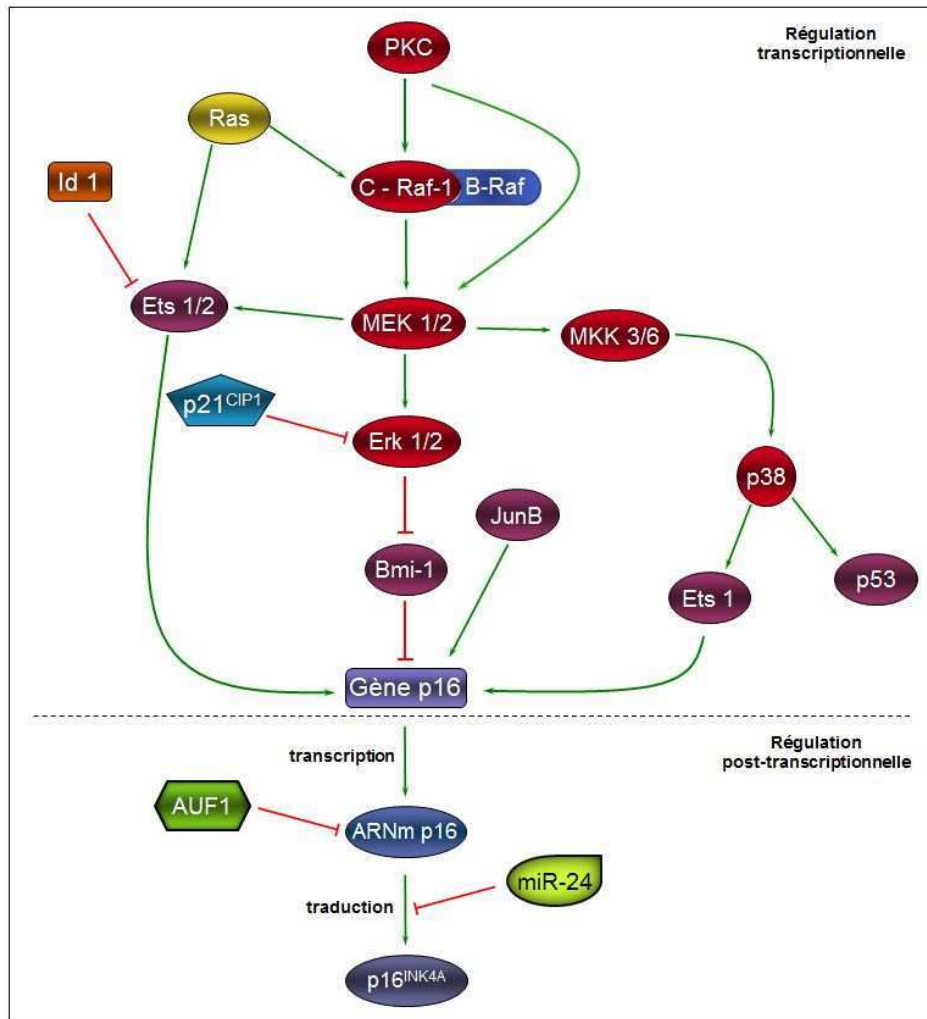 Régulation
transcriptionnelle
PKC
Ras
Id 1
C - Raf-1
B-Raf
Ets 1/2
MEK 1/2
MKK 3/6
p21CIP1
Erk 1/2
p38
JunB
Bmi-1
Ets 1
p53
Gène p16
transcription
Régulation
post-transcriptionnelle
AUF1
ARNm p16
miR-24
traduction
p16INK4A